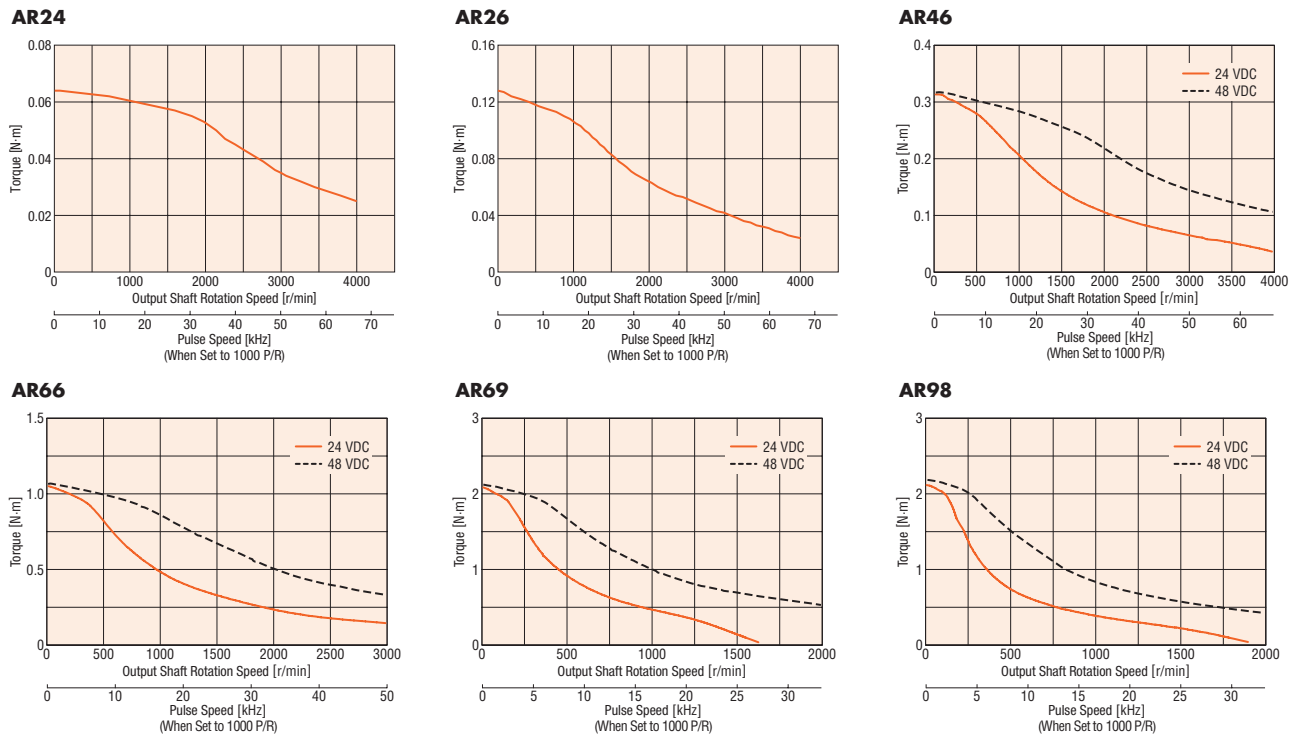 AR24
0.08
0.06
0.04
0.02
0
Torque [N·m]
0 1000 2000 3000 4000
Output Shaft Rotation Speed [r/min]
0 10 20 30 40 50 60 70
Pulse Speed [kHz]
(When Set to 1000 P/R)
AR26
0.16
0.12
0.08
0.04
0
Torque [N·m]
0 1000 2000 3000 4000
Output Shaft Rotation Speed [r/min]
0 10 20 30 40 50 60 70
Pulse Speed [kHz]
(When Set to 1000 P/R)
AR46
0.4
0.3
0.2
0.1
0
Torque [N·m]
24 VDC
48 VDC
0 500 1000 1500 2000 2500 3000 3500 4000
Output Shaft Rotation Speed [r/min]
0 10 20 30 40 50 60
Pulse Speed [kHz]
(When Set to 1000 P/R)
AR66
1.5
1.0
0.5
0
Torque [N·m]
24 VDC
48 VDC
0 500 1000 1500 2000 2500 3000
Output Shaft Rotation Speed [r/min]
0 10 20 30 40 50
Pulse Speed [kHz]
(When Set to 1000 P/R)
AR69
3
2
1
0
Torque [N·m]
24 VDC
48 VDC
0 500 1000 1500 2000
Output Shaft Rotation Speed [r/min]
0 5 10 15 20 25 30
Pulse Speed [kHz]
(When Set to 1000 P/R)
AR98
3
2
1
0
Torque [N·m]
24 VDC
48 VDC
0 500 1000 1500 2000
Output Shaft Rotation Speed [r/min]
0 5 10 15 20 25 30
Pulse Speed [kHz]
(When Set to 1000 P/R)